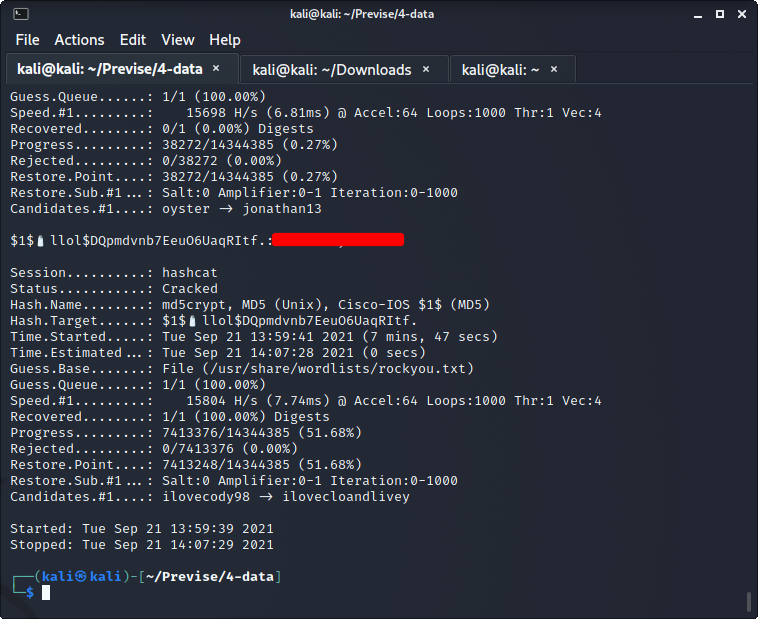 kali@kali: ~/Previse/4-data
File Actions Edit View Help
kali@kali: ~/Previse/4-data × kali@kali: ~/Downloads × kali@kali: ~ ×
Guess.Queue......: 1/1 (100.00%)
Speed.#1.........: 15698 H/s (6.81ms) @ Accel:64 Loops:1000 Thr:1 Vec:4
Recovered........: 0/1 (0.00%) Digests
Progress.........: 38272/14344385 (0.27%)
Rejected.........: 0/38272 (0.00%)
Restore.Point....: 38272/14344385 (0.27%)
Restore.Sub.#1...: Salt:0 Amplifier:0-1 Iteration:0-1000
Candidates.#1....: oyster -> jonathan13
$1$🧂llol$DQpmdvnb7EeuO6UaqRItf.:
Session..........: hashcat
Status...........: Cracked
Hash.Name........: md5crypt, MD5 (Unix), Cisco-IOS $1$ (MD5)
Hash.Target......: $1$🧂llol$DQpmdvnb7EeuO6UaqRItf.
Time.Started.....: Tue Sep 21 13:59:41 2021 (7 mins, 47 secs)
Time.Estimated...: Tue Sep 21 14:07:28 2021 (0 secs)
Guess.Base.......: File (/usr/share/wordlists/rockyou.txt)
Guess.Queue......: 1/1 (100.00%)
Speed.#1.........: 15804 H/s (7.74ms) @ Accel:64 Loops:1000 Thr:1 Vec:4
Recovered........: 1/1 (100.00%) Digests
Progress.........: 7413376/14344385 (51.68%)
Rejected.........: 0/7413376 (0.00%)
Restore.Point....: 7413248/14344385 (51.68%)
Restore.Sub.#1...: Salt:0 Amplifier:0-1 Iteration:0-1000
Candidates.#1....: ilovecody98 -> ilovecloandlivey
Started: Tue Sep 21 13:59:39 2021
Stopped: Tue Sep 21 14:07:29 2021
┌──(kali㉿kali)-[~/Previse/4-data]
└─$